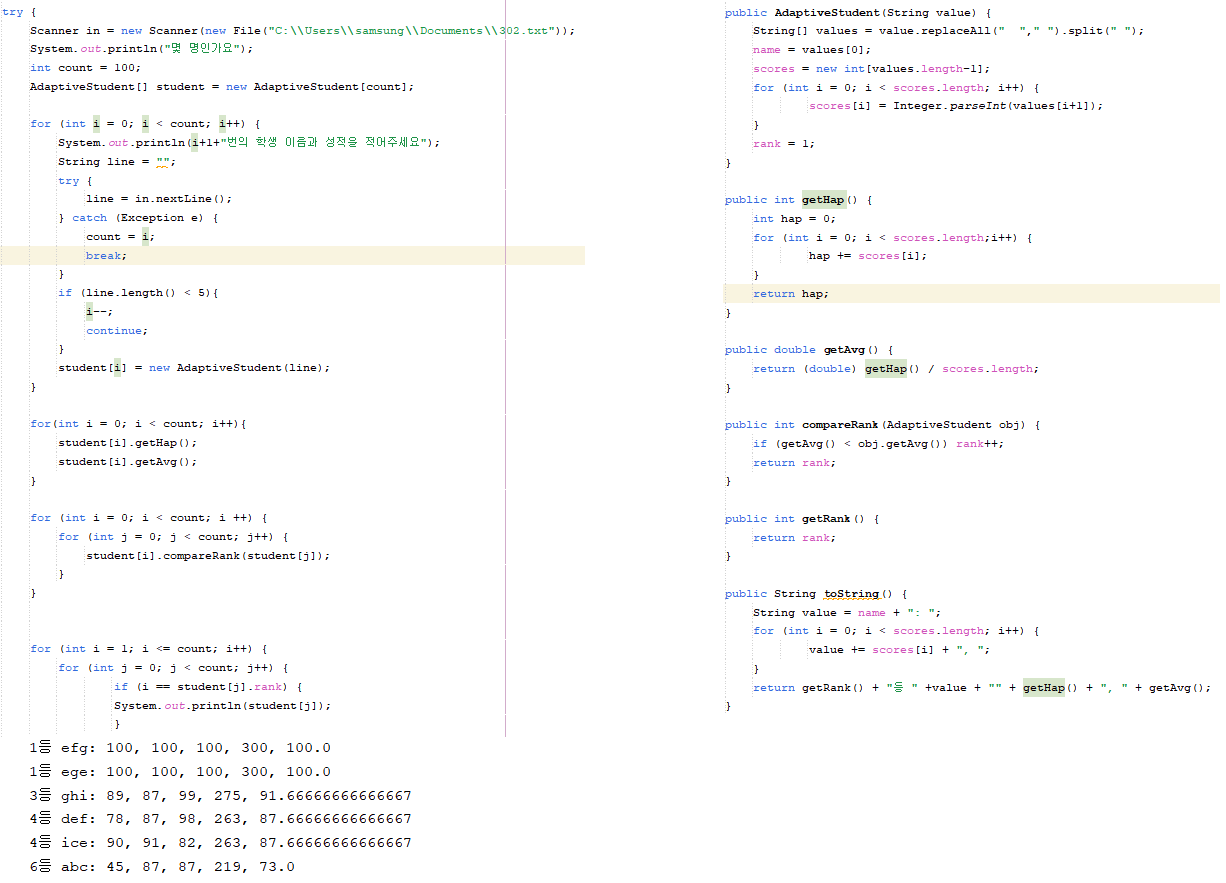 try {
Scanner in = new Scanner(new File("C:\\Users\\samsung\\Documents\\302.txt"));
System.out.println("몇 명인가요");
int count = 100;
AdaptiveStudent[] student = new AdaptiveStudent[count];
for (int i = 0; i < count; i++) {
System.out.println(i+1+"번의 학생 이름과 성적을 적어주세요");
String line = "";
try {
line = in.nextLine();
} catch (Exception e) {
count = i;
break;
}
if (line.length() < 5){
i--;
continue;
}
student[i] = new AdaptiveStudent(line);
}
for(int i = 0; i < count; i++){
student[i].getHap();
student[i].getAvg();
}
for (int i = 0; i < count; i ++) {
for (int j = 0; j < count; j++) {
student[i].compareRank(student[j]);
}
}
for (int i = 1; i <= count; i++) {
for (int j = 0; j < count; j++) {
if (i == student[j].rank) {
System.out.println(student[j]);
}
public AdaptiveStudent(String value) {
String[] values = value.replaceAll("  "," ").split(" ");
name = values[0];
scores = new int[values.length-1];
for (int i = 0; i < scores.length; i++) {
scores[i] = Integer.parseInt(values[i+1]);
}
rank = 1;
}
public int getHap() {
int hap = 0;
for (int i = 0; i < scores.length;i++) {
hap += scores[i];
}
return hap;
}
public double getAvg() {
return (double) getHap() / scores.length;
}
public int compareRank(AdaptiveStudent obj) {
if (getAvg() < obj.getAvg()) rank++;
return rank;
}
public int getRank() {
return rank;
}
public String toString() {
String value = name + ": ";
for (int i = 0; i < scores.length; i++) {
value += scores[i] + ", ";
}
return getRank() + "등 " +value + "" + getHap() + ", " + getAvg();
}
1등 efg: 100, 100, 100, 300, 100.0
1등 ege: 100, 100, 100, 300, 100.0
3등 ghi: 89, 87, 99, 275, 91.66666666666667
4등 def: 78, 87, 98, 263, 87.66666666666667
4등 ice: 90, 91, 82, 263, 87.66666666666667
6등 abc: 45, 87, 87, 219, 73.0